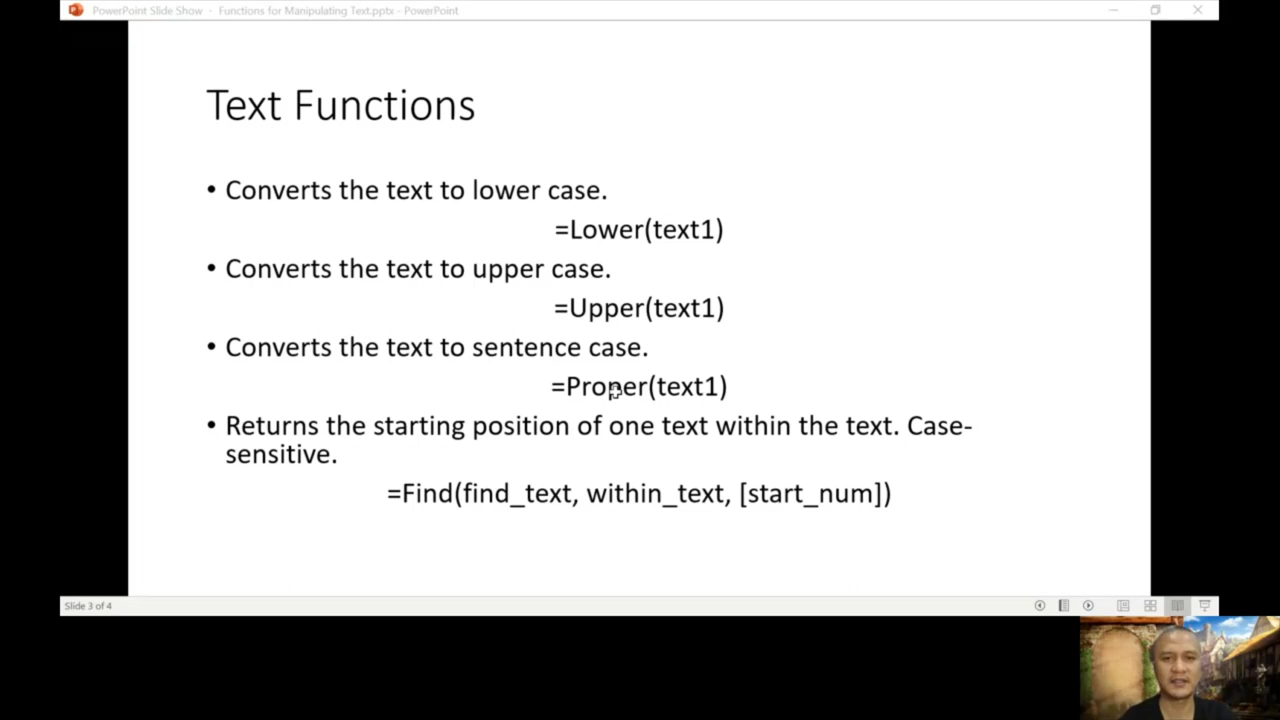 PowerPoint Slide Show - Functions for Manipulating Text.pptx - PowerPoint
Text Functions
• Converts the text to lower case.
=Lower(text1)
• Converts the text to upper case.
=Upper(text1)
• Converts the text to sentence case.
=Proper(text1)
• Returns the starting position of one text within the text. Case-
sensitive.
=Find(find_text, within_text, [start_num])
Slide 3 of 4